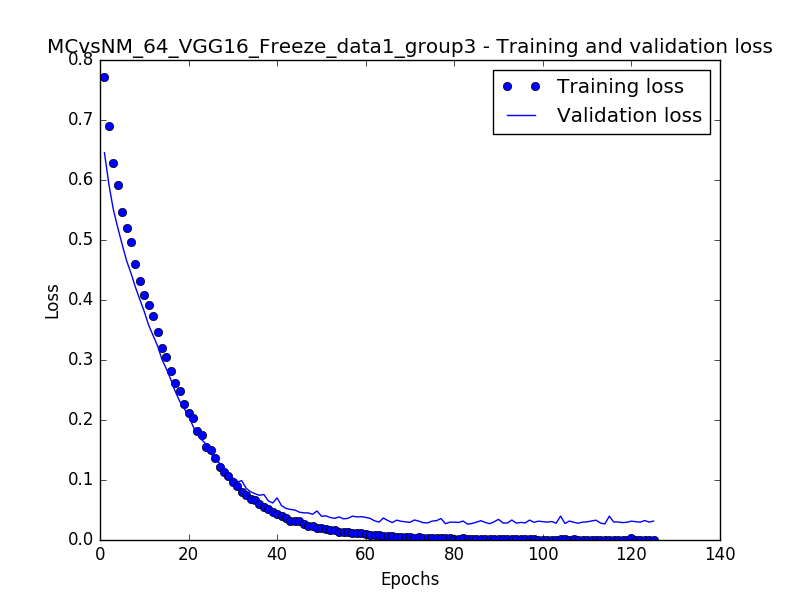 MCvsNM_64_VGG16_Freeze_data1_group3 - Training and validation loss
Training loss
Validation loss
Loss
0.8
0.7
0.6
0.5
0.4
0.3
0.2
0.1
0.0
0 20 40 60 80 100 120 140
Epochs